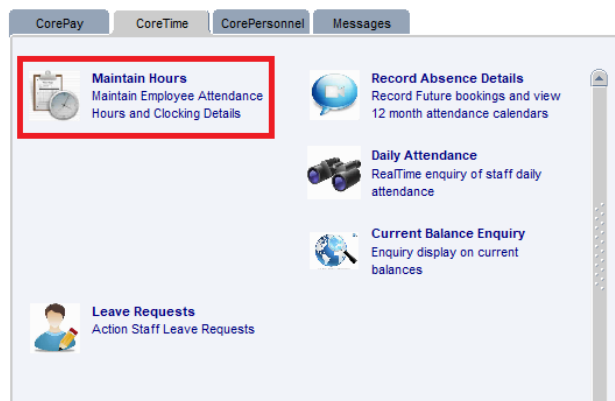 CorePay
CoreTime
CorePersonnel
Messages
Maintain Hours
Maintain Employee Attendance
Hours and Clocking Details
Record Absence Details
Record Future bookings and view
12 month attendance calendars
Daily Attendance
RealTime enquiry of staff daily
attendance
Current Balance Enquiry
Enquiry display on current
balances
Leave Requests
Action Staff Leave Requests